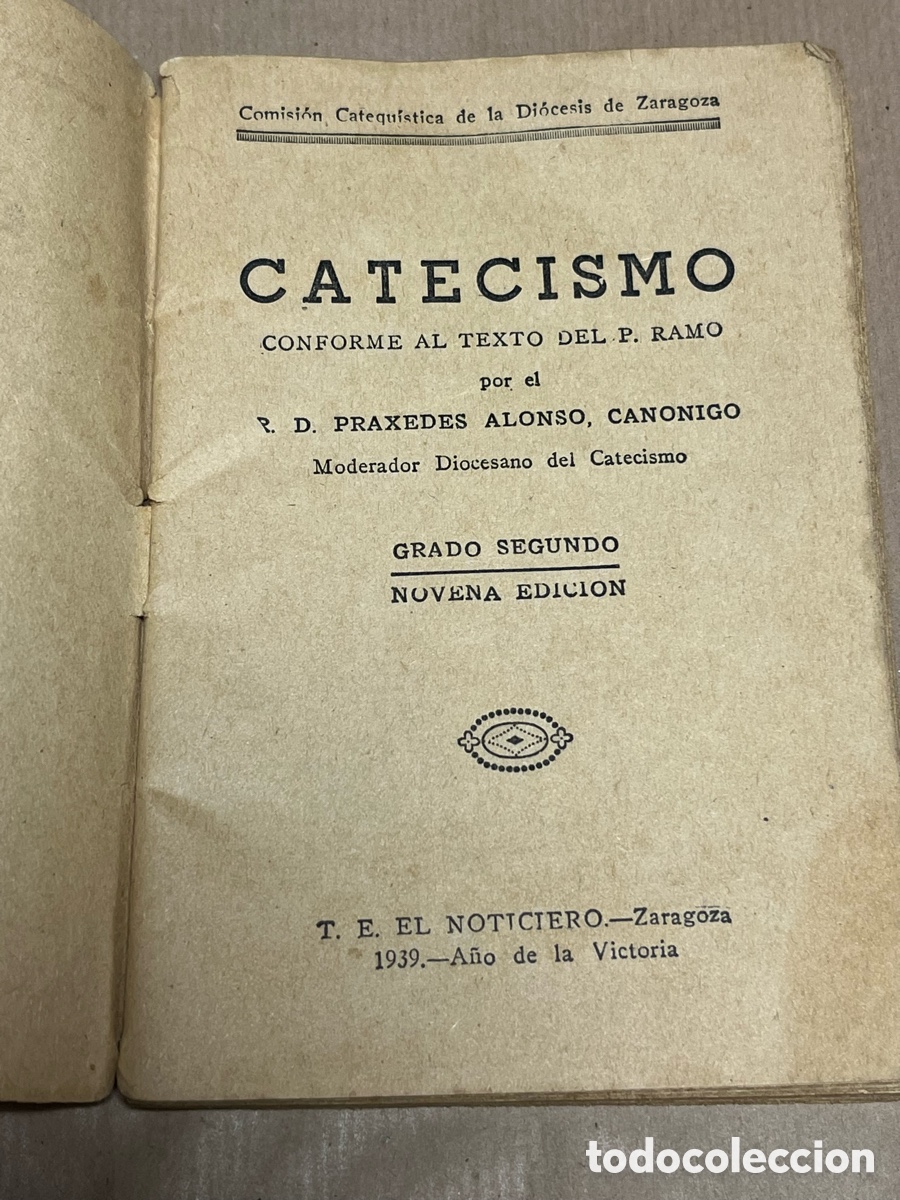 Comisión Catequística de la Diócesis de Zaragoza
CATECISMO
CONFORME AL TEXTO DEL P. RAMO
por el
R. D. PRAXEDES ALONSO, CANONIGO
Moderador Diocesano del Catecismo
GRADO SEGUNDO
NOVENA EDICION
T. E. EL NOTICIERO.—Zaragoza
1939.—Año de la Victoria
todocoleccion